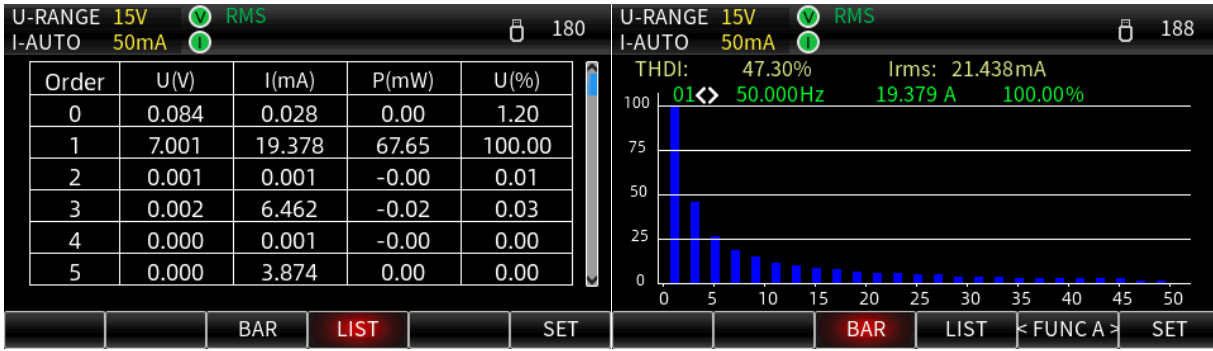 U-RANGE 15V V RMS
I-AUTO 50mA I 180
Order U(V) I(mA) P(mW) U(%)
0 0.084 0.028 0.00 1.20
1 7.001 19.378 67.65 100.00
2 0.001 0.001 -0.00 0.01
3 0.002 6.462 -0.02 0.03
4 0.000 0.001 -0.00 0.00
5 0.000 3.874 0.00 0.00
BAR LIST SET
U-RANGE 15V V RMS
I-AUTO 50mA I 188
THDI: 47.30% Irms: 21.438mA
01<> 50.000Hz 19.379 A 100.00%
100
75
50
25
0
0 5 10 15 20 25 30 35 40 45 50
BAR LIST < FUNC A > SET